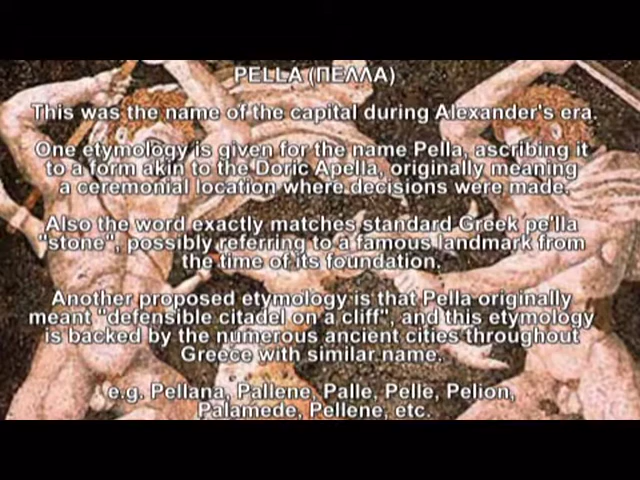 PELLA (ΠΕΛΛΑ)
This was the name of the capital during Alexander's era.
One etymology is given for the name Pella, ascribing it
to a form akin to the Doric Apella, originally meaning
a ceremonial location where decisions were made.
Also the word exactly matches standard Greek pe'lla
"stone", possibly referring to a famous landmark from
the time of its foundation.
Another proposed etymology is that Pella originally
meant "defensible citadel on a cliff", and this etymology
is backed by the numerous ancient cities throughout
Greece with similar name.
e.g. Pellana, Pallene, Palle, Pelle, Pelion,
Palamede, Pellene, etc.